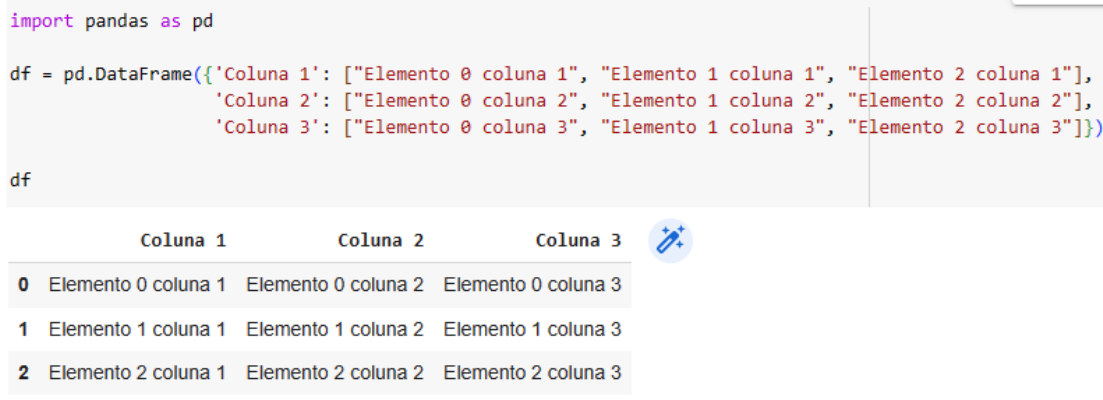 import pandas as pd
df = pd.DataFrame({'Coluna 1': ["Elemento 0 coluna 1", "Elemento 1 coluna 1", "Elemento 2 coluna 1"],
'Coluna 2': ["Elemento 0 coluna 2", "Elemento 1 coluna 2", "Elemento 2 coluna 2"],
'Coluna 3': ["Elemento 0 coluna 3", "Elemento 1 coluna 3", "Elemento 2 coluna 3"]})
df
Coluna 1 Coluna 2 Coluna 3
0 Elemento 0 coluna 1 Elemento 0 coluna 2 Elemento 0 coluna 3
1 Elemento 1 coluna 1 Elemento 1 coluna 2 Elemento 1 coluna 3
2 Elemento 2 coluna 1 Elemento 2 coluna 2 Elemento 2 coluna 3